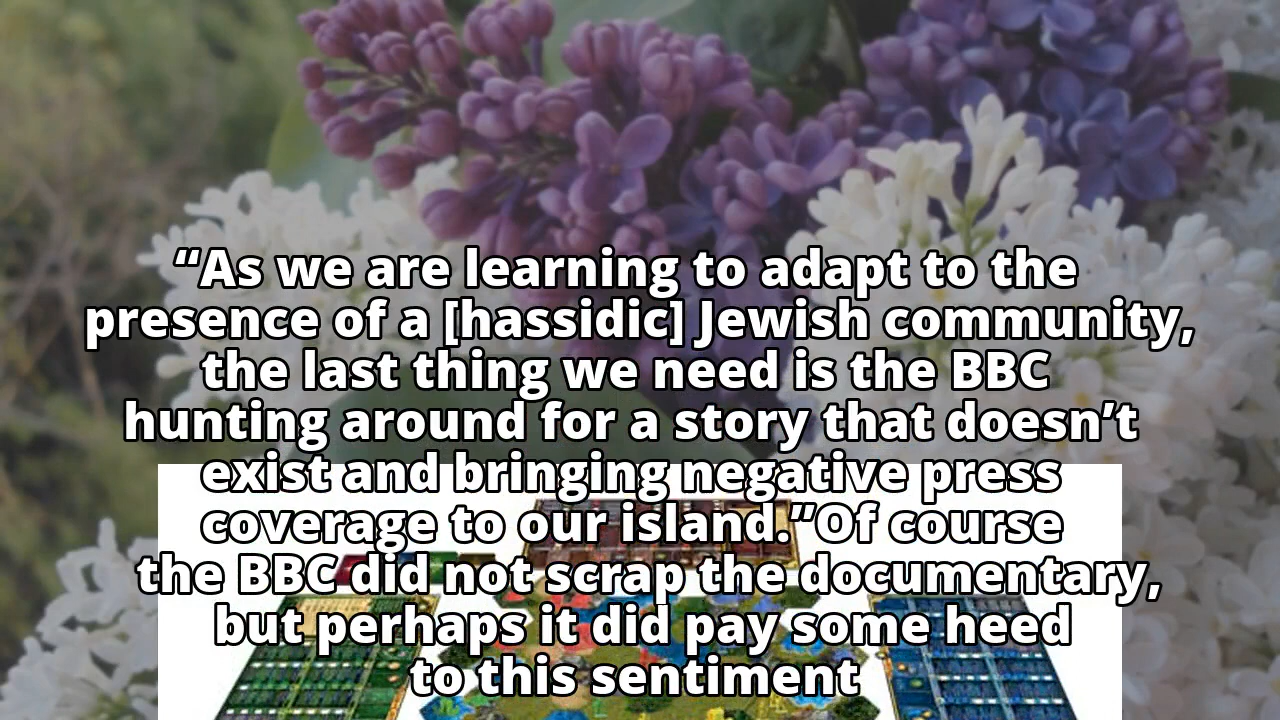 “As we are learning to adapt to the
presence of a [hassidic] Jewish community,
the last thing we need is the BBC
hunting around for a story that doesn’t
exist and bringing negative press
coverage to our island.”Of course
the BBC did not scrap the documentary,
but perhaps it did pay some heed
to this sentiment